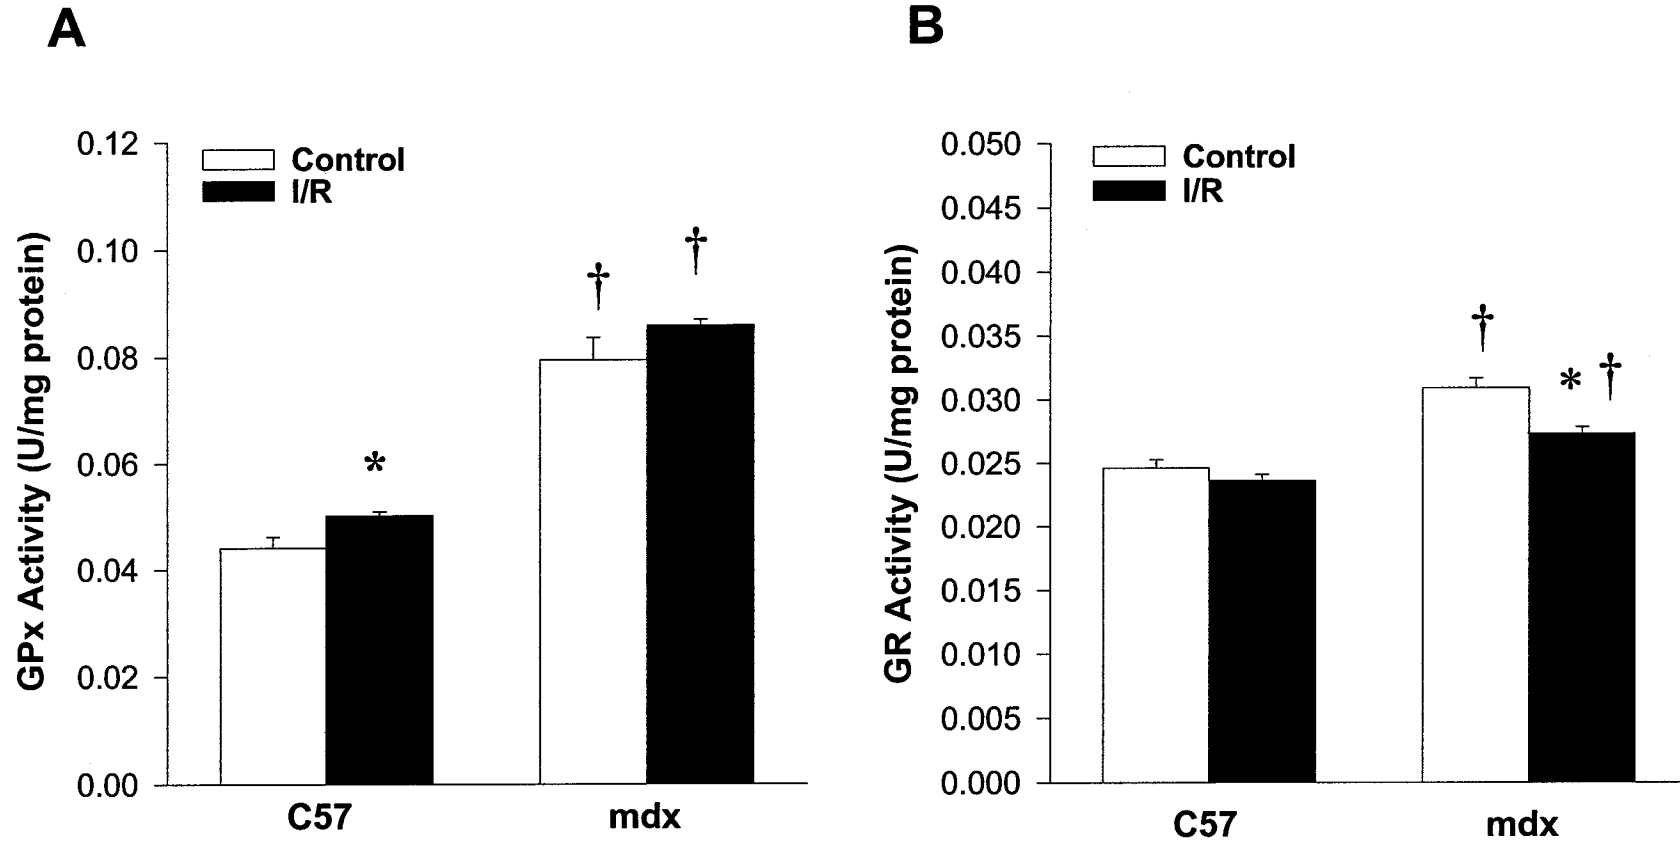 A
GPx Activity (U/mg protein)
0.12
0.10
0.08
0.06
0.04
0.02
0.00
Control
I/R
*
†
†
C57
mdx
B
GR Activity (U/mg protein)
0.050
0.045
0.040
0.035
0.030
0.025
0.020
0.015
0.010
0.005
0.000
Control
I/R
†
* †
C57
mdx